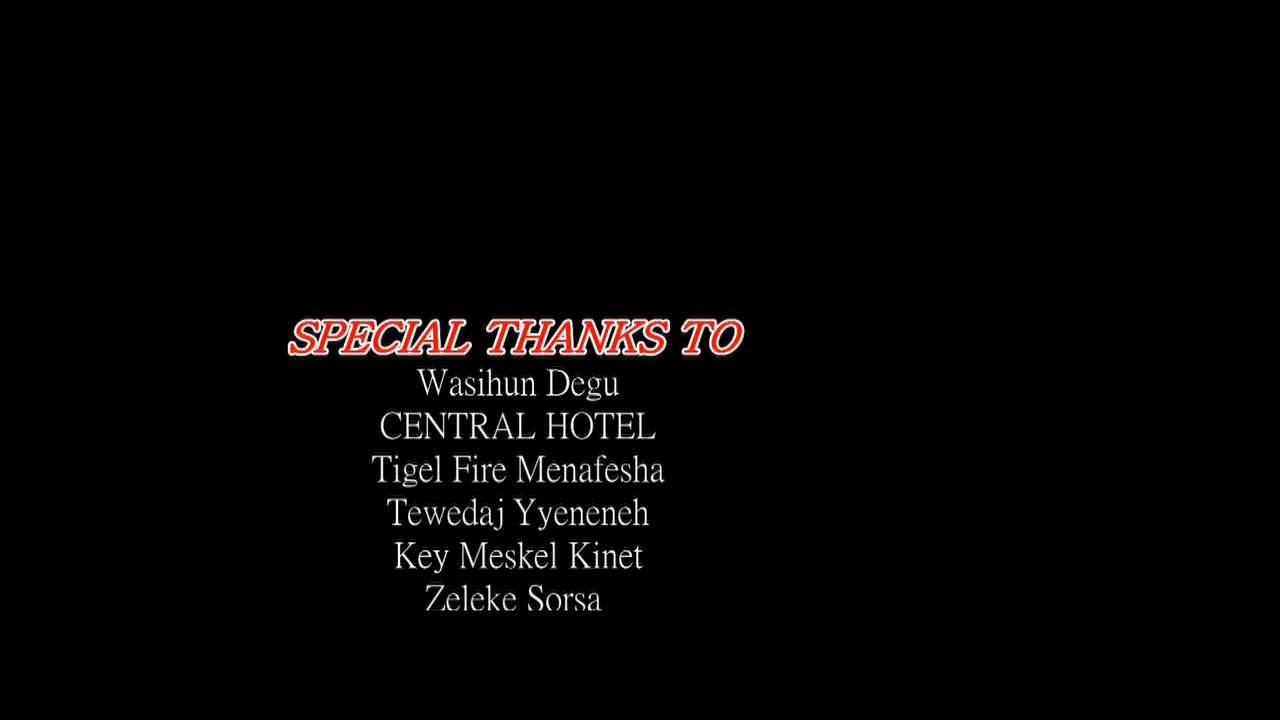 SPECIAL THANKS TO
Wasihun Degu
CENTRAL HOTEL
Tigel Fire Menafesha
Tewedaj Yyeneneh
Key Meskel Kinet
Zeleke Sorsa